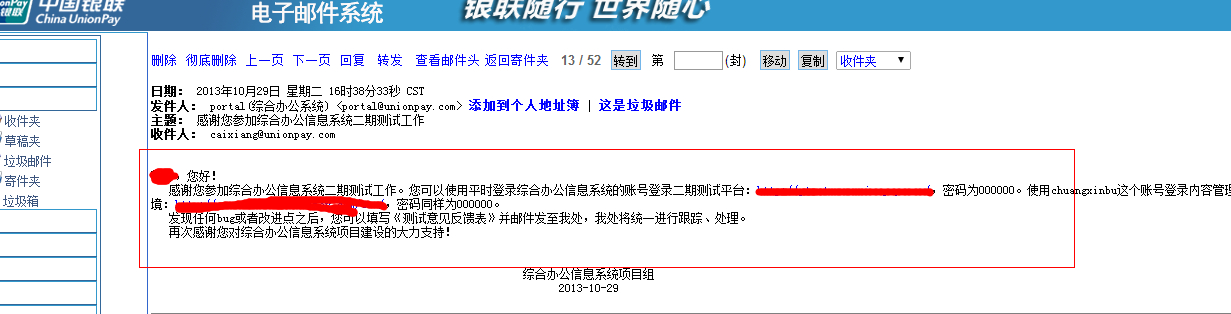 中国银联
银联 China UnionPay
电子邮件系统
银联随行 世界随心
删除 彻底删除 上一页 下一页 回复 转发 查看邮件头 返回寄件夹 13 / 52 转到 第 (封) 移动 复制 收件夹
日期： 2013年10月29日 星期二 16时38分33秒 CST
发件人： portal(综合办公系统) <portal@unionpay.com> 添加到个人地址簿 | 这是垃圾邮件
主题： 感谢您参加综合办公信息系统二期测试工作
收件人： caixiang@unionpay.com
收件夹
草稿夹
垃圾邮件
寄件夹
垃圾箱
，您好！
感谢您参加综合办公信息系统二期测试工作。您可以使用平时登录综合办公信息系统的账号登录二期测试平台： ，密码为000000。使用chuangxinbu这个账号登录内容管理
境： ，密码同样为000000。
发现任何bug或者改进点之后，您可以填写《测试意见反馈表》并邮件发至我处，我处将统一进行跟踪、处理。
再次感谢您对综合办公信息系统项目建设的大力支持！
综合办公信息系统项目组
2013-10-29